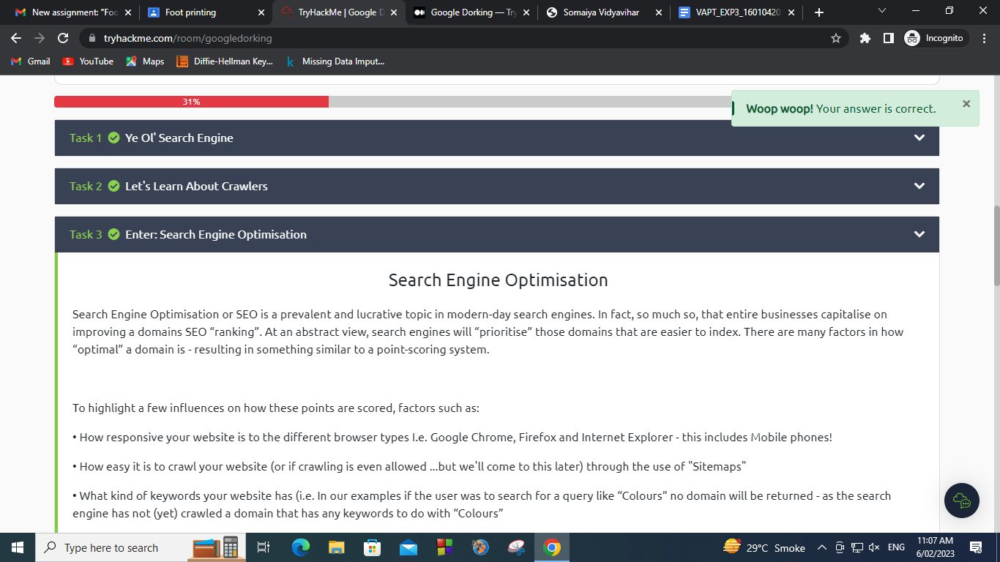 New assignment: "Foo
Foot printing
TryHackMe | Google D
Google Dorking — Try
Somaiya Vidyavihar
VAPT_EXP3_16010420
tryhackme.com/room/googledorking
Incognito
Gmail
YouTube
Maps
Diffie-Hellman Key...
Missing Data Imput...
31%
Woop woop! Your answer is correct.
Task 1 Ye Ol' Search Engine
Task 2 Let's Learn About Crawlers
Task 3 Enter: Search Engine Optimisation
Search Engine Optimisation
Search Engine Optimisation or SEO is a prevalent and lucrative topic in modern-day search engines. In fact, so much so, that entire businesses capitalise on
improving a domains SEO “ranking”. At an abstract view, search engines will “prioritise” those domains that are easier to index. There are many factors in how
“optimal” a domain is - resulting in something similar to a point-scoring system.
To highlight a few influences on how these points are scored, factors such as:
• How responsive your website is to the different browser types I.e. Google Chrome, Firefox and Internet Explorer - this includes Mobile phones!
• How easy it is to crawl your website (or if crawling is even allowed ...but we'll come to this later) through the use of "Sitemaps"
• What kind of keywords your website has (i.e. In our examples if the user was to search for a query like “Colours” no domain will be returned - as the search
engine has not (yet) crawled a domain that has any keywords to do with “Colours”
Type here to search
29°C Smoke
ENG
11:07 AM
6/02/2023